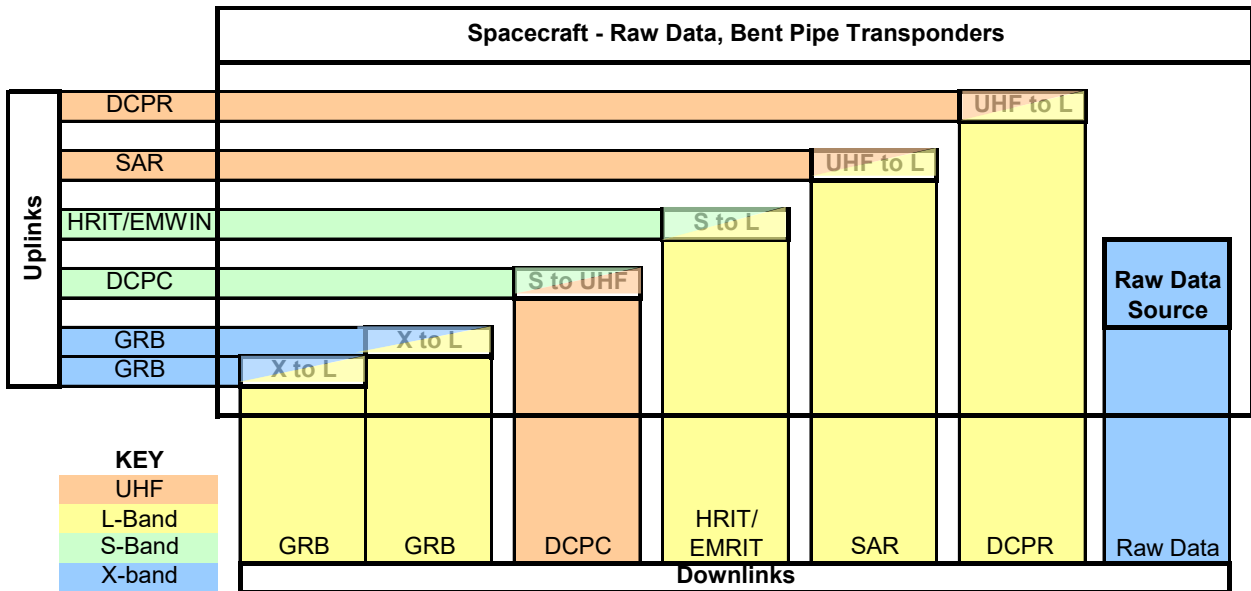 Spacecraft - Raw Data, Bent Pipe Transponders
Uplinks
DCPR
UHF to L
SAR
UHF to L
HRIT/EMWIN
S to L
DCPC
S to UHF
Raw Data
Source
GRB
X to L
GRB
X to L
KEY
UHF
L-Band
S-Band
X-band
GRB
GRB
DCPC
HRIT/
EMRIT
SAR
DCPR
Raw Data
Downlinks